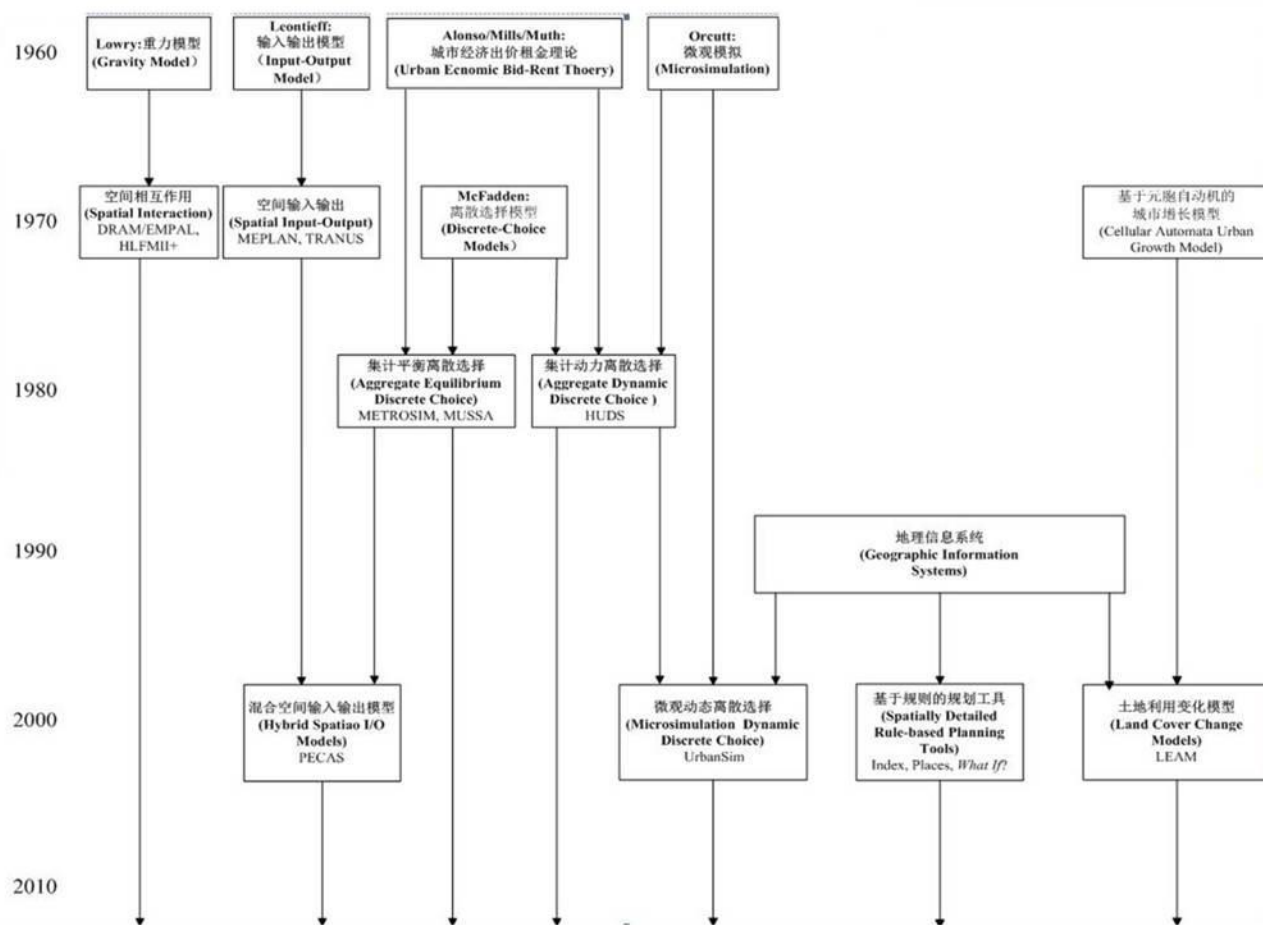 1960
Lowry:重力模型
(Gravity Model)
Leontieff:
输入输出模型
(Input-Output
Model)
Alonso/Mills/Muth:
城市经济出价租金理论
(Urban Ecnomic Bid-Rent Thoery)
Orcutt:
微观模拟
(Microsimulation)
1970
空间相互作用
(Spatial Interaction)
DRAM/EMPAL,
HLFMII+
空间输入输出
(Spatial Input-Output)
MEPLAN, TRANUS
McFadden:
离散选择模型
(Discrete-Choice
Models)
基于元胞自动机的
城市增长模型
(Cellular Automata Urban
Growth Model)
1980
集计平衡离散选择
(Aggregate Equilibrium
Discrete Choice)
METROSIM, MUSSA
集计动力离散选择
(Aggregate Dynamic
Discrete Choice )
HUDS
1990
地理信息系统
(Geographic Information
Systems)
2000
混合空间输入输出模型
(Hybrid Spatiao I/O
Models)
PECAS
微观动态离散选择
(Microsimulation Dynamic
Discrete Choice)
UrbanSim
基于规则的规划工具
(Spatially Detailed
Rule-based Planning
Tools)
Index, Places, What If?
土地利用变化模型
(Land Cover Change
Models)
LEAM
2010